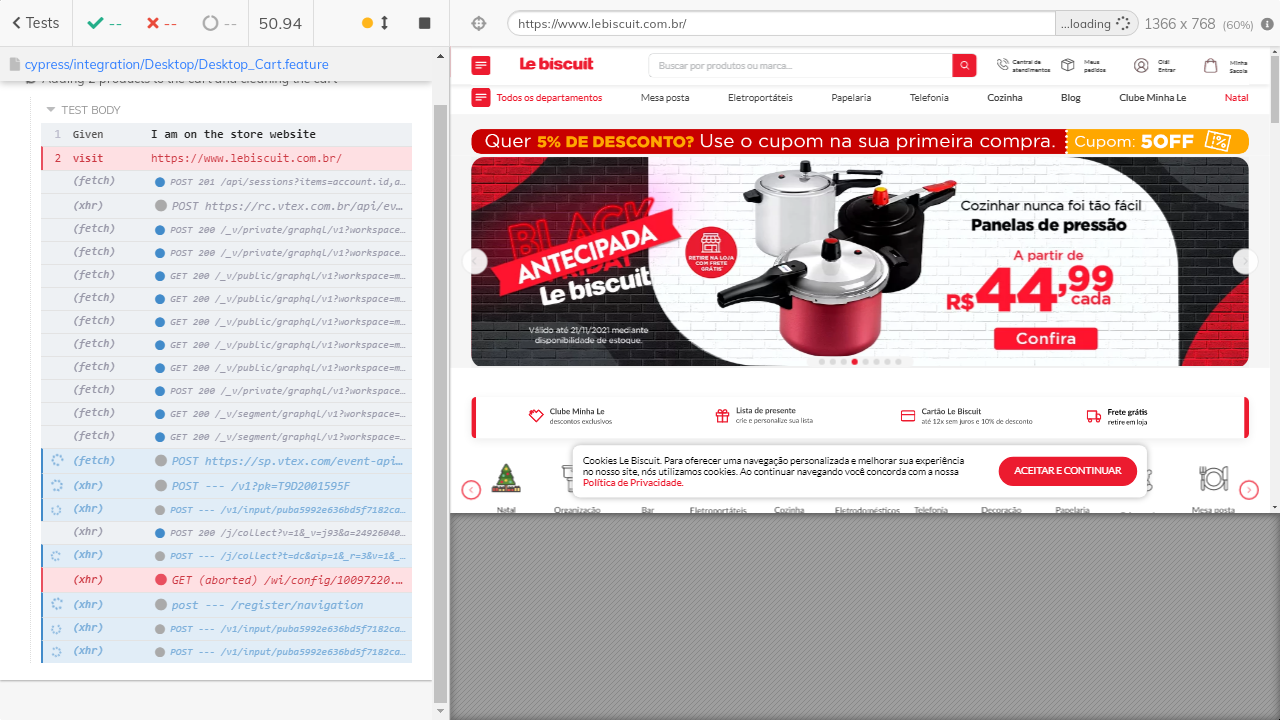 Tests
--
--
--
50.94
https://www.lebiscuit.com.br/
...loading
1366 x 768 (60%)
cypress/integration/Desktop/Desktop_Cart.feature
TEST BODY
1 Given I am on the store website
2 visit https://www.lebiscuit.com.br/
(fetch) POST 201 /api/sessions?items=account.id,a...
(xhr) POST https://rc.vtex.com.br/api/ev...
(fetch) POST 200 /_v/private/graphql/v1?workspace=...
(fetch) POST 200 /_v/private/graphql/v1?workspace=...
(fetch) GET 200 /_v/public/graphql/v1?workspace=m...
(fetch) GET 200 /_v/public/graphql/v1?workspace=m...
(fetch) GET 200 /_v/public/graphql/v1?workspace=m...
(fetch) GET 200 /_v/public/graphql/v1?workspace=m...
(fetch) GET 200 /_v/public/graphql/v1?workspace=m...
(fetch) POST 200 /_v/private/graphql/v1?workspace=...
(fetch) GET 200 /_v/segment/graphql/v1?workspace=...
(fetch) GET 200 /_v/segment/graphql/v1?workspace=...
(fetch) POST https://sp.vtex.com/event-api...
(xhr) POST --- /v1?pk=T9D2005...
(xhr) POST --- /v1/input/puba5992e636bd5f7182ca...
(xhr) POST 200 /j/collect?v=1&_v=j93&a=24926040...
(xhr) POST --- /j/collect?t=dc&aip=1&_r=3&v=1&_...
(xhr) GET (aborted) /wi/config/10097220....
(xhr) post --- /register/navigation
(xhr) POST --- /v1/input/puba5992e636bd5f7182ca...
(xhr) POST --- /v1/input/puba5992e636bd5f7182ca...
Le biscuit
Buscar por produtos ou marca...
Central de atendimentos
Meus pedidos
Olá! Entrar
Minha Sacola
Todos os departamentos Mesa posta Eletroportáteis Papelaria Telefonia Cozinha Blog Clube Minha Le Natal
Quer 5% DE DESCONTO? Use o cupom na sua primeira compra. Cupom: 5OFF
BLACK
ANTECIPADA
FRIDAY
Le biscuit
Válido até 21/11/2021 mediante
disponibilidade de estoque.
RETIRE NA LOJA
COM FRETE
GRÁTIS*
Cozinhar nunca foi tão fácil
Panelas de pressão
A partir de
R$44,99
cada
Confira
Clube Minha Le
descontos exclusivos
Lista de presente
crie e personalize sua lista
Cartão Le Biscuit
até 12x sem juros e 10% de desconto
Frete grátis
retire em loja
Cookies Le Biscuit. Para oferecer uma navegação personalizada e melhorar sua experiência
no nosso site, nós utilizamos cookies. Ao continuar navegando você concorda com a nossa
Política de Privacidade.
ACEITAR E CONTINUAR
Natal Organização Bar Eletroportáteis Cozinha Eletrodomésticos Telefonia Decoração Papelaria Mesa posta